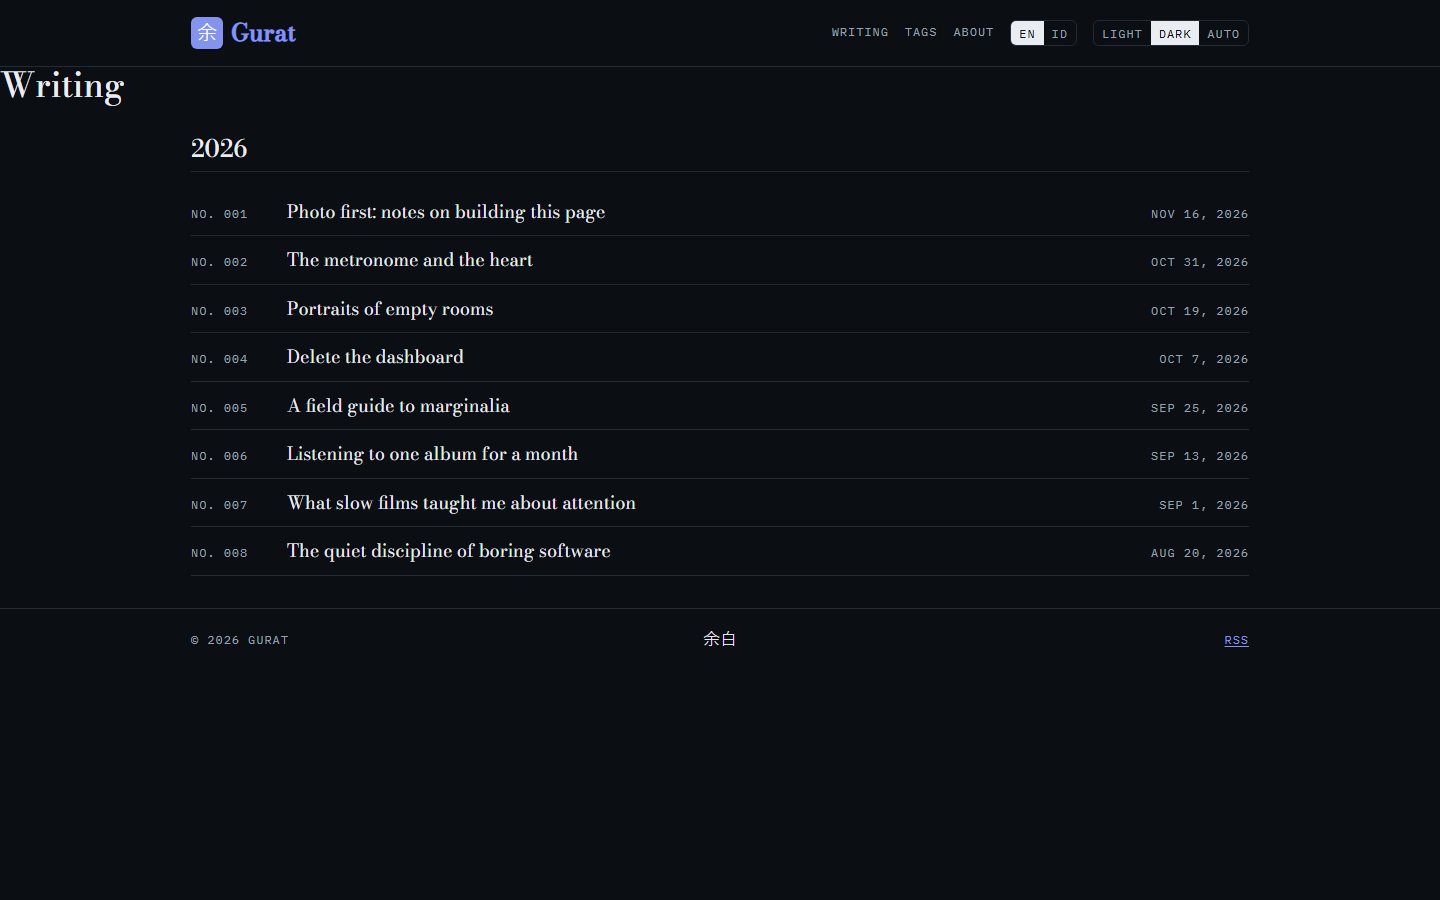 余 Gurat
WRITING TAGS ABOUT EN ID LIGHT DARK AUTO
Writing
2026
NO. 001 Photo first: notes on building this page NOV 16, 2026
NO. 002 The metronome and the heart OCT 31, 2026
NO. 003 Portraits of empty rooms OCT 19, 2026
NO. 004 Delete the dashboard OCT 7, 2026
NO. 005 A field guide to marginalia SEP 25, 2026
NO. 006 Listening to one album for a month SEP 13, 2026
NO. 007 What slow films taught me about attention SEP 1, 2026
NO. 008 The quiet discipline of boring software AUG 20, 2026
© 2026 GURAT 余白 RSS